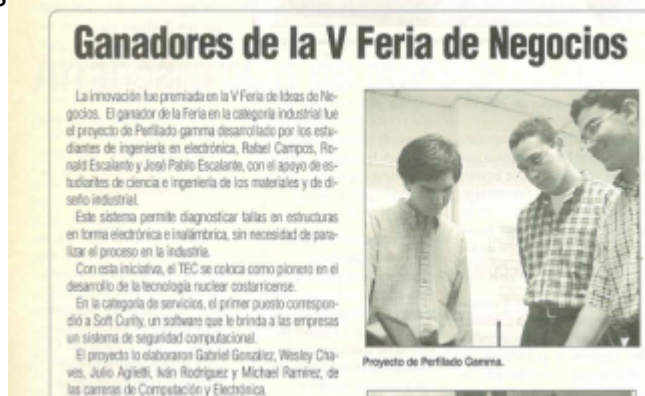 Ganadores de la V Feria de Negocios
La innovación fue premiada en la V Feria de Ideas de Ne-
gocios. El ganador de la Feria en la categoría industrial fue
el proyecto de Perfilado gamma desarrollado por los estu-
diantes de ingeniería en electrónica, Rafael Campos, Ro-
nald Escalante y José Pablo Escalante, con el apoyo de es-
tudiantes de ciencia e ingeniería de los materiales y de di-
seño industrial.
Este sistema permite diagnosticar fallas en estructuras
en forma electrónica e inalámbrica, sin necesidad de para-
lizar el proceso en la industria.
Con esta iniciativa, el TEC se coloca como pionero en el
desarrollo de la tecnología nuclear costarricense.
En la categoría de servicios, el primer puesto correspon-
dió a Soft Curity, un software que le brinda a las empresas
un sistema de seguridad computacional.
El proyecto lo elaboraron Gabriel González, Wesley Cha-
ves, Julio Aglietti, Iván Rodríguez y Michael Ramírez, de
las carreras de Computación y Electrónica.
Proyecto de Perfilado Gamma.